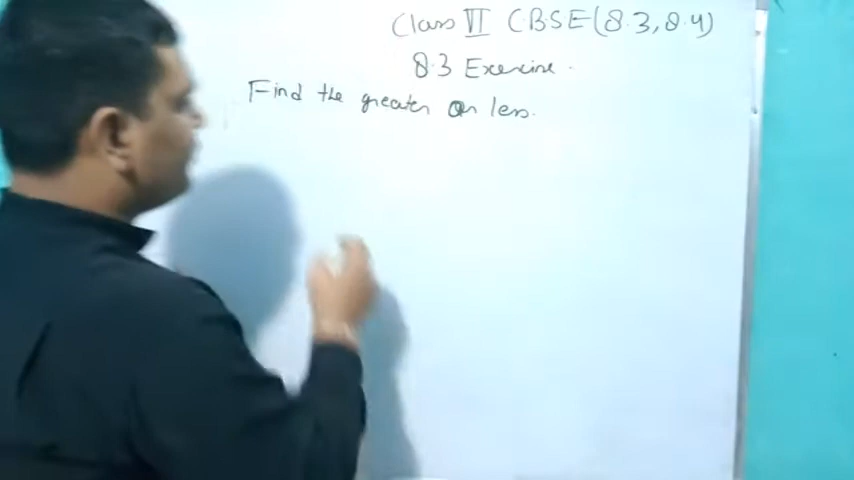 Class VI CBSE (8.3, 8.4)
8.3 Exercise.
Find the greater or less.